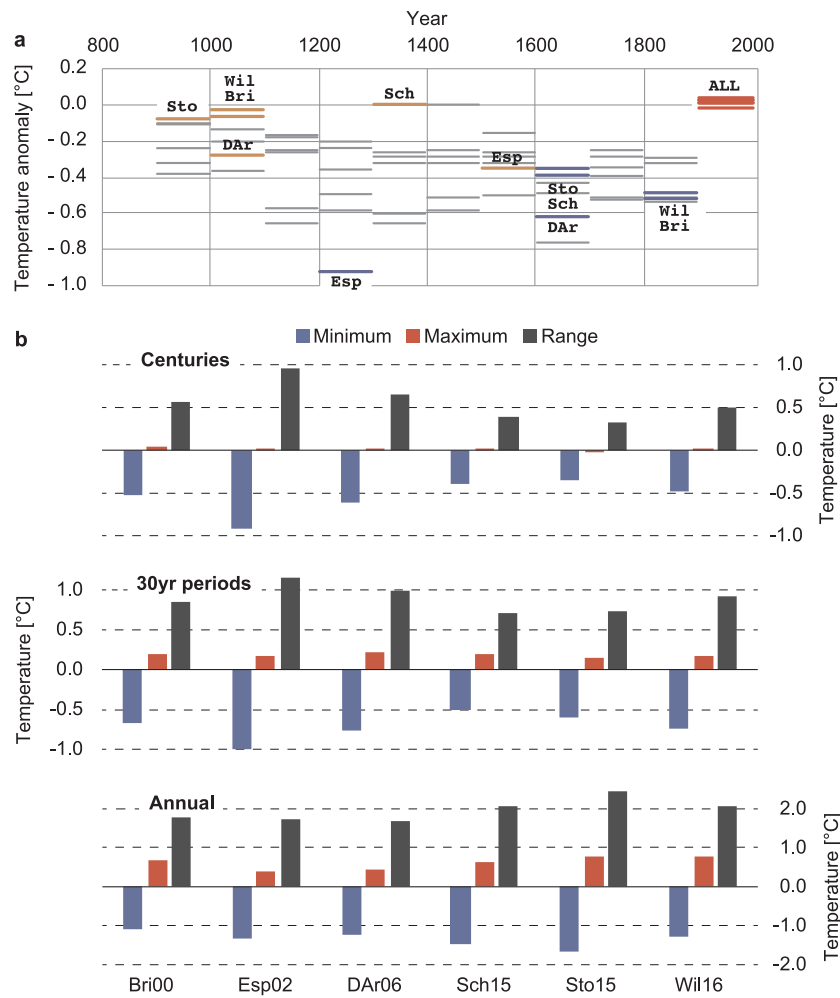 Year
a
800 1000 1200 1400 1600 1800 2000
Temperature anomaly [°C]
0.2
0.0
- 0.2
- 0.4
- 0.6
- 0.8
- 1.0
Sto
Wil
Bri
DAr
Esp
Sch
Esp
Sto
Sch
DAr
Wil
Bri
ALL
b
Minimum Maximum Range
Centuries
1.0
0.5
0.0
-0.5
-1.0
Temperature [°C]
30yr periods
1.0
0.5
0.0
-0.5
-1.0
Temperature [°C]
Annual
2.0
1.0
0.0
-1.0
-2.0
Temperature [°C]
Bri00 Esp02 DAr06 Sch15 Sto15 Wil16